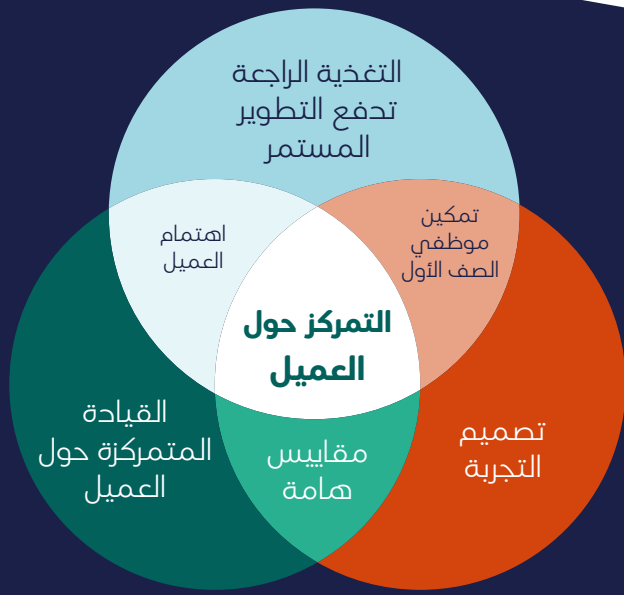 التغذية الراجعة
تدفع التطوير
المستمر
تمكين
موظفي
الصف الأول
اهتمام
العميل
التمركز حول
العميل
القيادة
المتمركزة حول
العميل
مقاييس
هامة
تصميم
التجربة